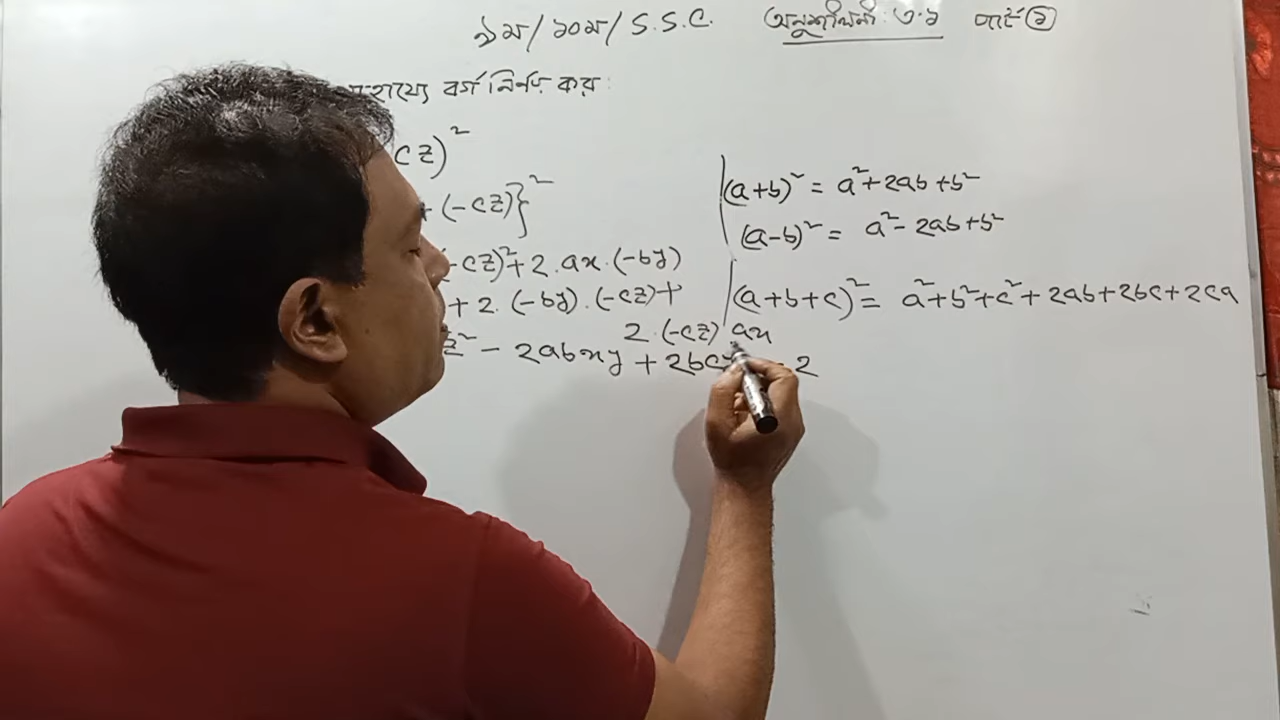 ৯ম/১০ম/S.S.C. অনুশীলনী: ৩.১ পার্ট ②
বর্গ নির্ণয় কর:
cz)²
+ (-cz)}²
(-cz)² + 2. ax. (-by)
+ 2. (-by). (-cz) +
2. (-cz) ax
z² - 2abxy + 2bc - 2
(a+b)² = a² + 2ab + b²
(a-b)² = a² - 2ab + b²
(a+b+c)² = a² + b² + c² + 2ab + 2bc + 2ca